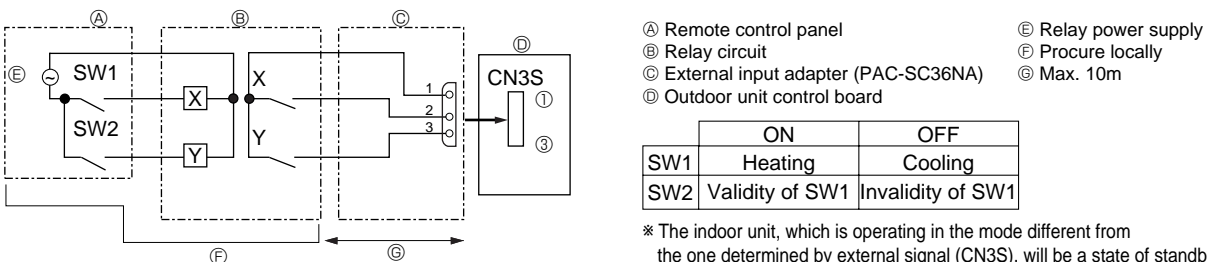 Ⓐ Ⓑ Ⓒ Ⓓ
Ⓔ
SW1
SW2
X
Y
X
Y
1
2
3
CN3S
①
③
Ⓕ
Ⓖ
Ⓐ Remote control panel
Ⓑ Relay circuit
Ⓒ External input adapter (PAC-SC36NA)
Ⓓ Outdoor unit control board
Ⓔ Relay power supply
Ⓕ Procure locally
Ⓖ Max. 10m
ON OFF
SW1 Heating Cooling
SW2 Validity of SW1 Invalidity of SW1
※ The indoor unit, which is operating in the mode different from
the one determined by external signal (CN3S), will be a state of standb